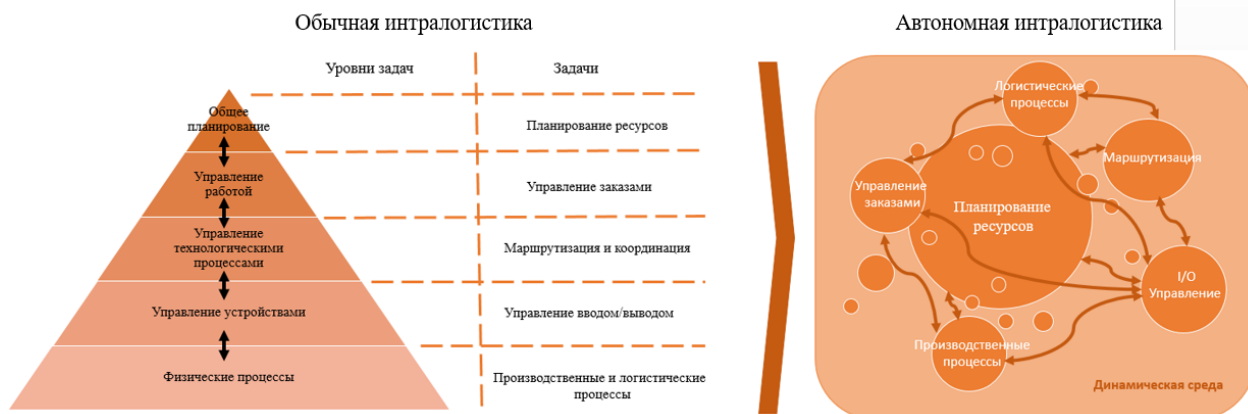 Обычная интралогистика
Автономная интралогистика
Уровни задач
Задачи
Общее
планирование
Планирование ресурсов
Управление
работой
Управление заказами
Управление
технологическими
процессами
Маршрутизация и координация
Управление устройствами
Управление вводом/выводом
Физические процессы
Производственные и логистические
процессы
Логистические
процессы
Маршрутизация
Управление
заказами
Планирование
ресурсов
I/O
Управление
Производственные
процессы
Динамическая среда